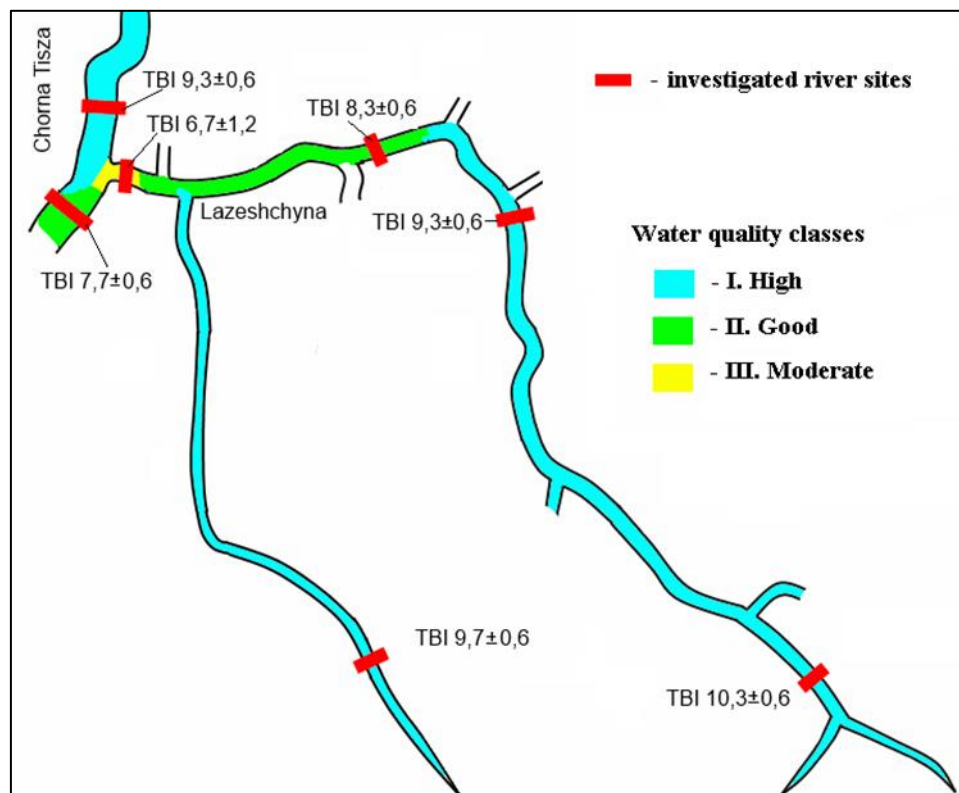 Chorna Tisza
TBI 9,3±0,6
TBI 6,7±1,2
TBI 8,3±0,6
- investigated river sites
Lazeshchyna
TBI 9,3±0,6
TBI 7,7±0,6
Water quality classes
- I. High
- II. Good
- III. Moderate
TBI 9,7±0,6
TBI 10,3±0,6